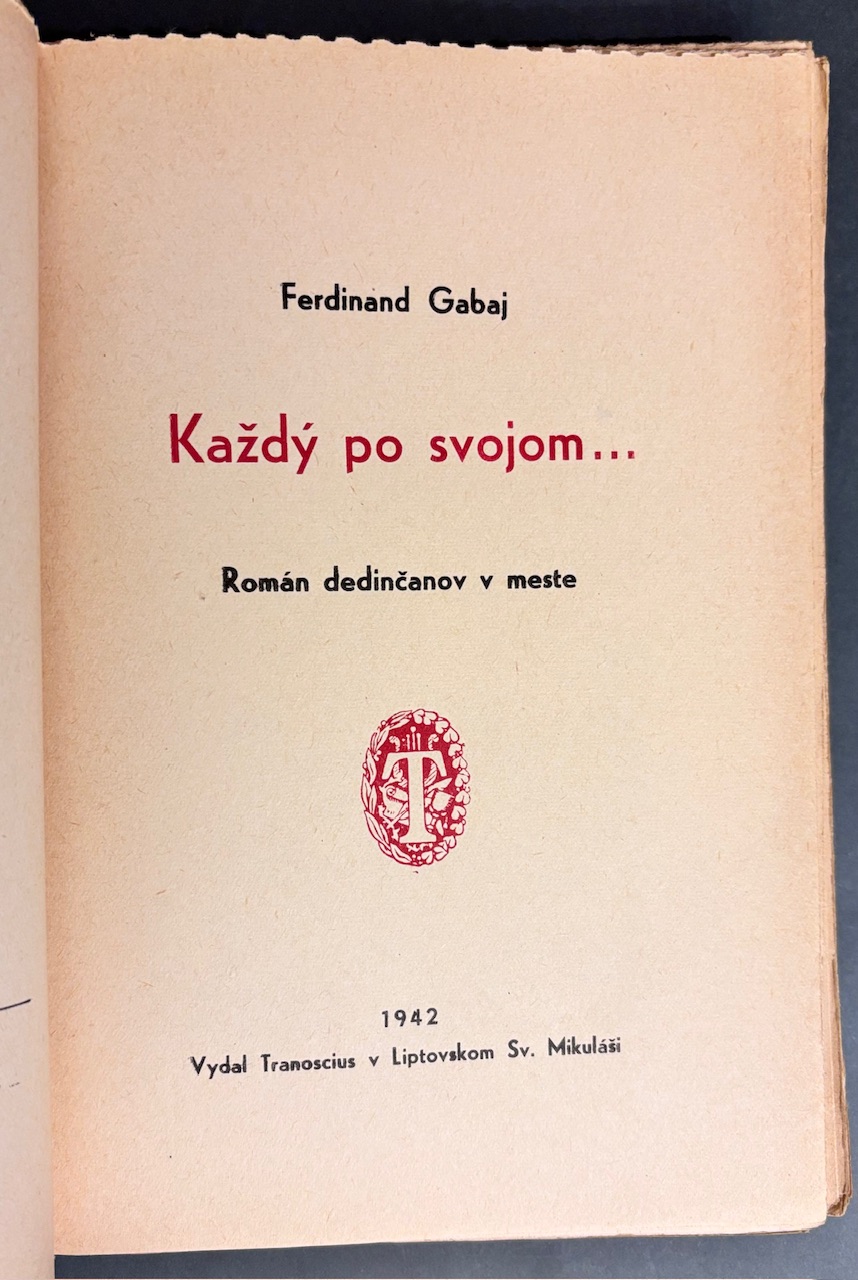 Ferdinand Gabaj
Každý po svojom...
Román dedinčanov v meste
T
1942
Vydal Tranoscius v Liptovskom Sv. Mikuláši